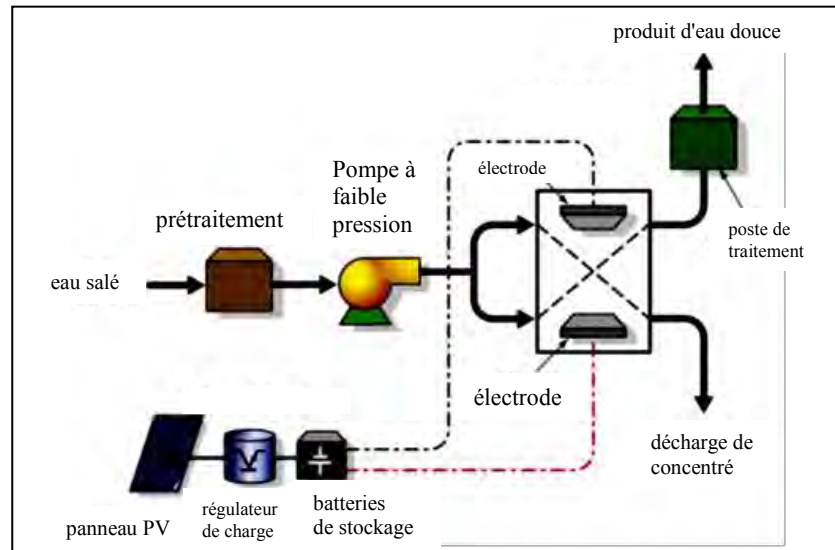 produit d'eau douce
Pompe à
faible
pression
électrode
prétraitement
poste de
traitement
eau salé
électrode
décharge de
concentré
panneau PV
régulateur
de charge
batteries
de stockage